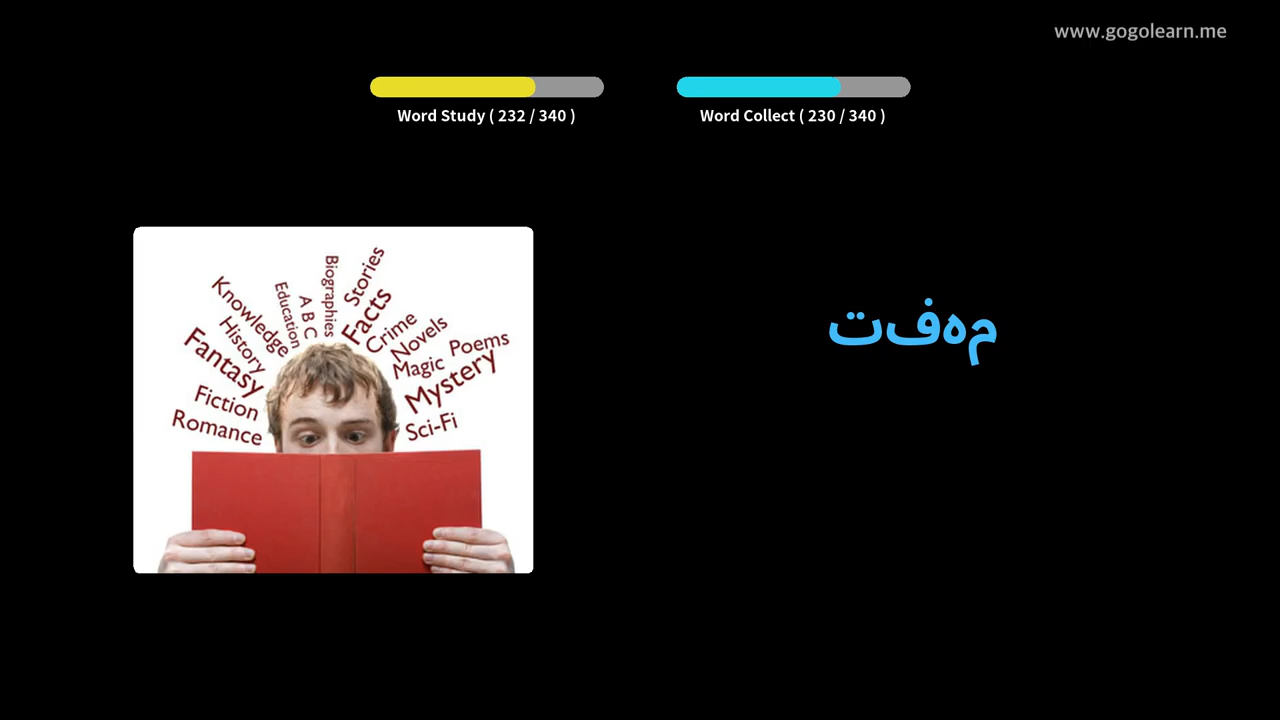 www.gogolearn.me
Word Study ( 232 / 340 )
Word Collect ( 230 / 340 )
Knowledge
Education
A B C
Biographies
Stories
Facts
History
Crime
Novels
Poems
Fantasy
Magic
Mystery
Fiction
Sci-Fi
Romance
مهفت